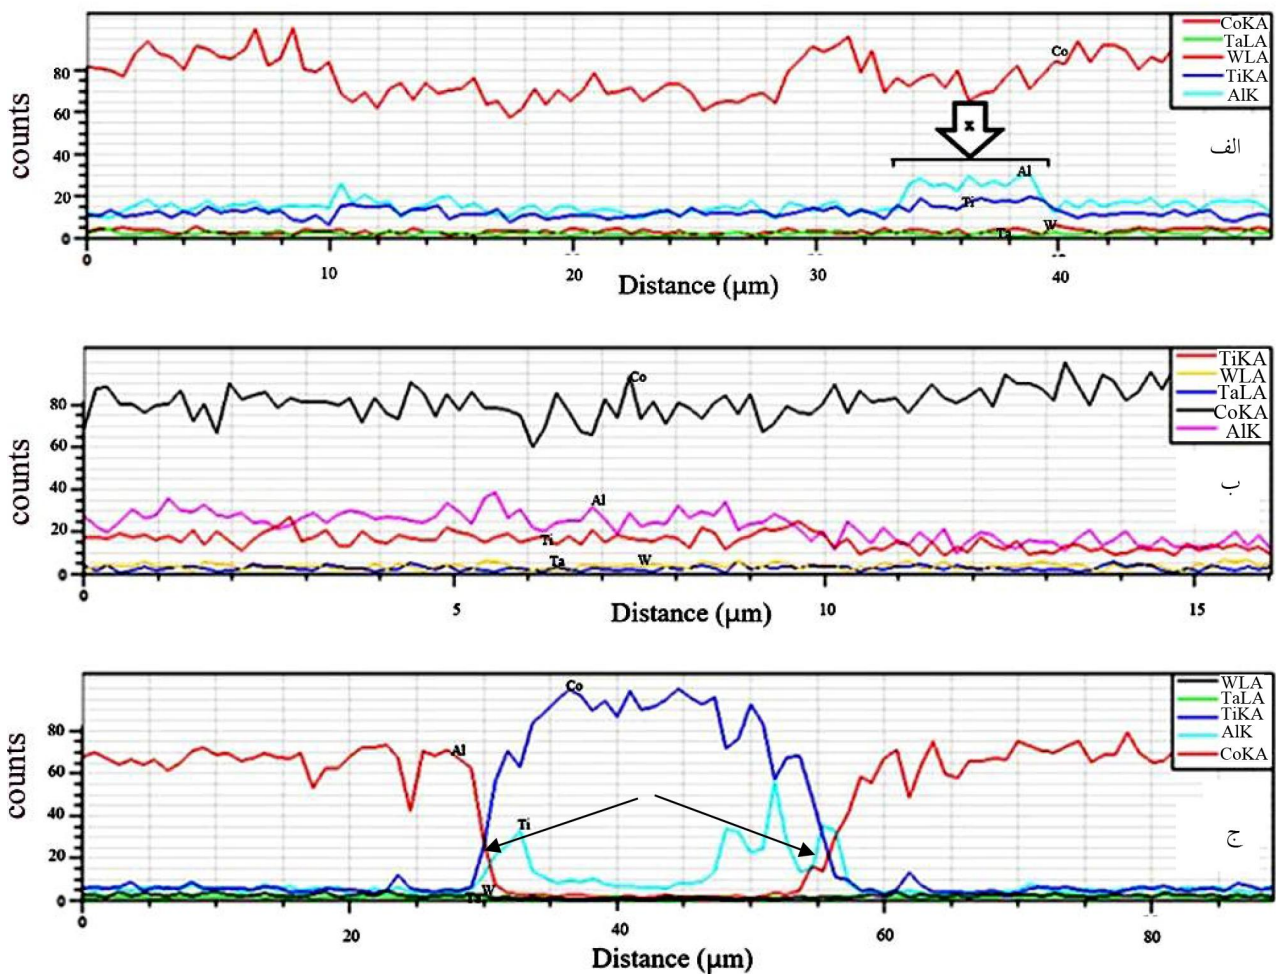 CoKA
TaLA
WLA
TiKA
AlK
الف
counts
80
60
40
20
0
Co
x
Al
Ti
Ta
W
0
10
20
30
40
Distance (µm)
TiKA
WLA
TaLA
CoKA
AlK
ب
counts
80
60
40
20
0
Co
Al
Ti
Ta
W
0
5
10
15
Distance (µm)
WLA
TaLA
TiKA
AlK
CoKA
ج
counts
80
60
40
20
0
Co
Al
Ti
W
Ta
0
20
40
60
80
Distance (µm)